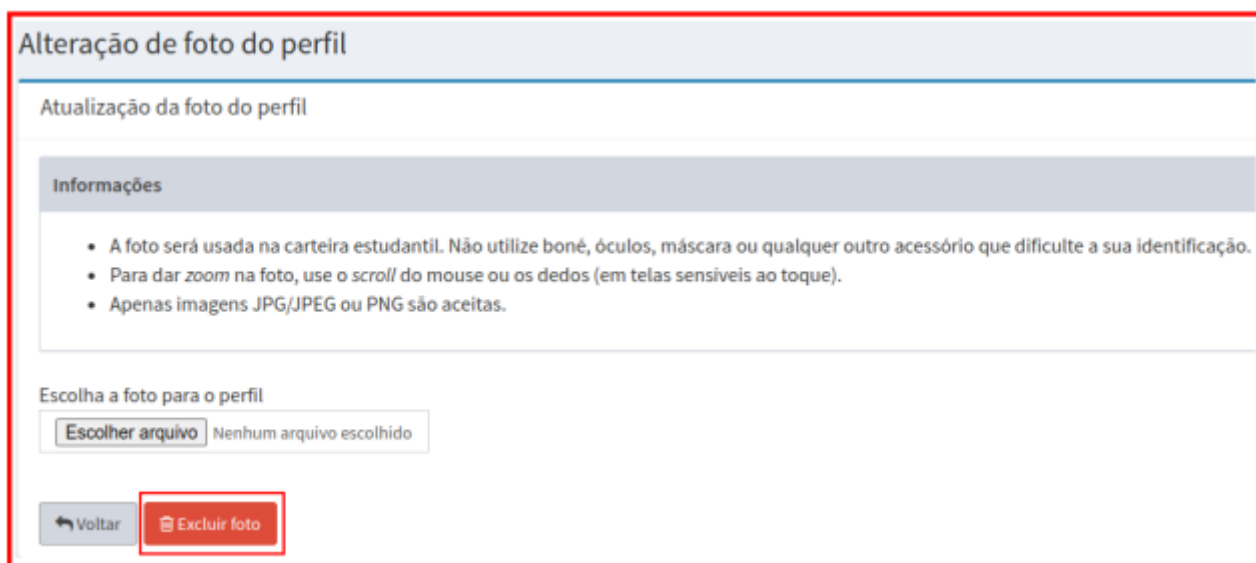 Alteração de foto do perfil
Atualização da foto do perfil
Informações
• A foto será usada na carteira estudantil. Não utilize boné, óculos, máscara ou qualquer outro acessório que dificulte a sua identificação.
• Para dar zoom na foto, use o scroll do mouse ou os dedos (em telas sensíveis ao toque).
• Apenas imagens JPG/JPEG ou PNG são aceitas.
Escolha a foto para o perfil
Escolher arquivo Nenhum arquivo escolhido
Voltar Excluir foto